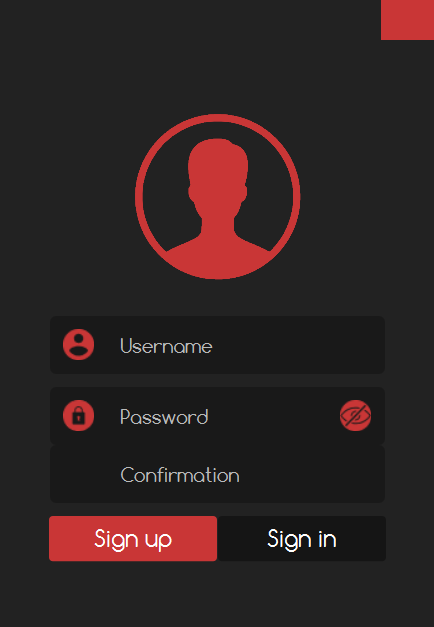 Username
Password
Confirmation
Sign up
Sign in